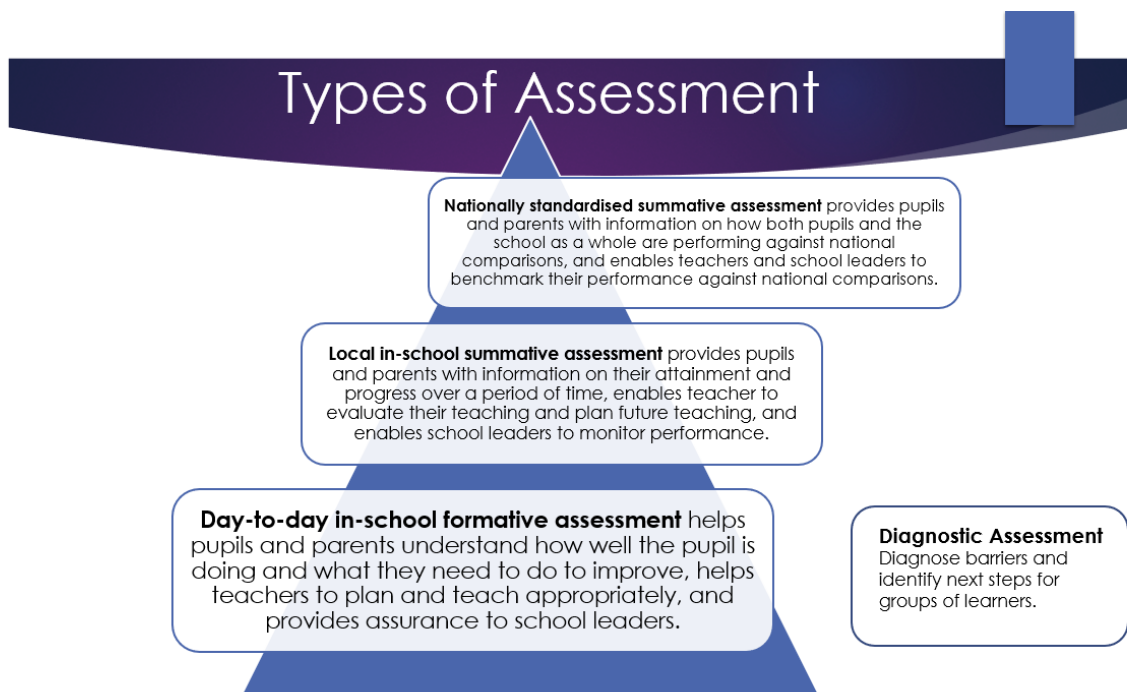 Types of Assessment
Nationally standardised summative assessment provides pupils
and parents with information on how both pupils and the
school as a whole are performing against national
comparisons, and enables teachers and school leaders to
benchmark their performance against national comparisons.
Local in-school summative assessment provides pupils
and parents with information on their attainment and
progress over a period of time, enables teacher to
evaluate their teaching and plan future teaching, and
enables school leaders to monitor performance.
Day-to-day in-school formative assessment helps
pupils and parents understand how well the pupil is
doing and what they need to do to improve, helps
teachers to plan and teach appropriately, and
provides assurance to school leaders.
Diagnostic Assessment
Diagnose barriers and
identify next steps for
groups of learners.